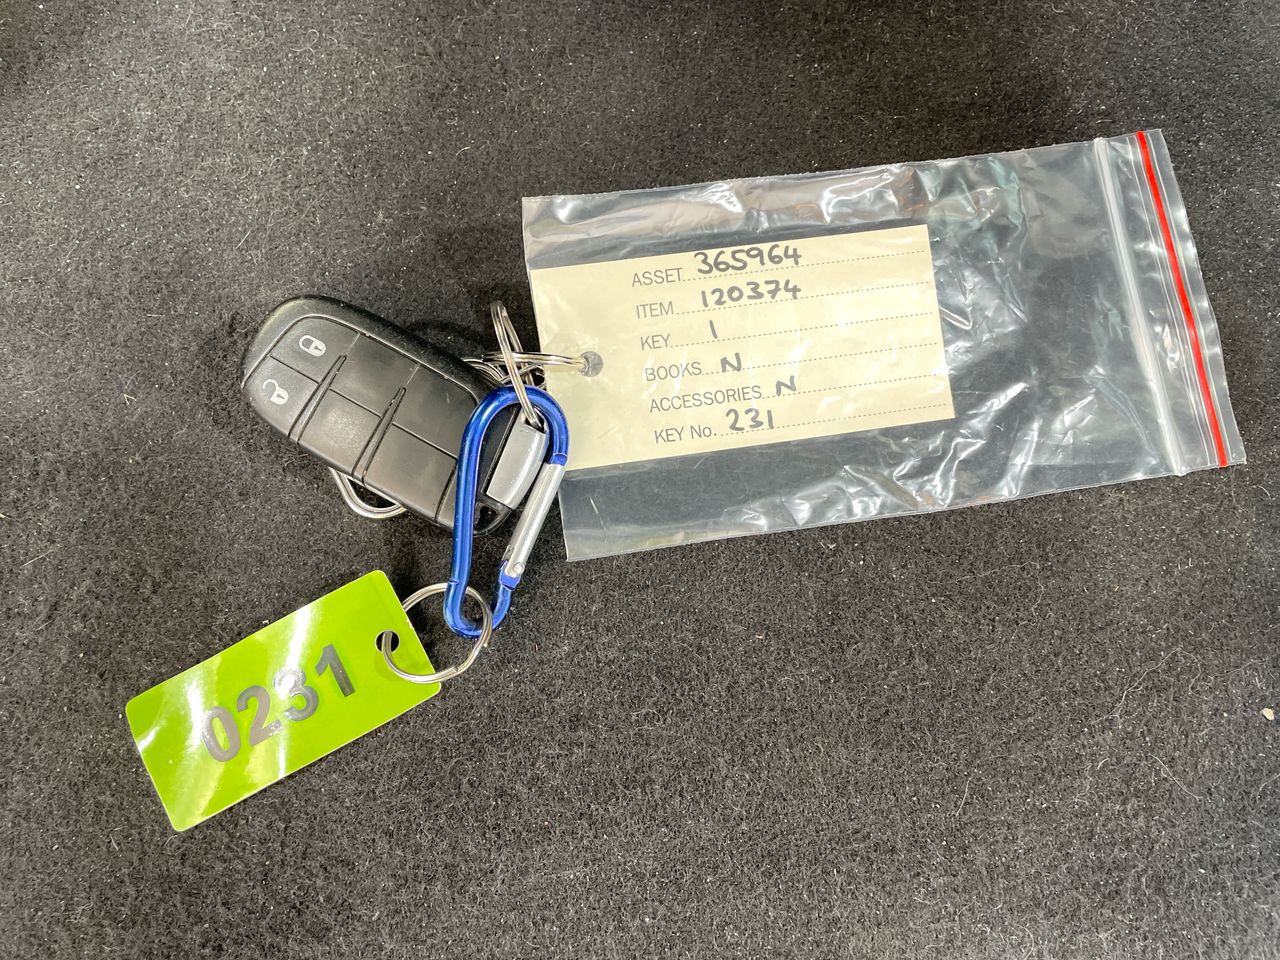 ASSET 365964
ITEM 120374
KEY 1
BOOKS N
ACCESSORIES N
KEY No. 231
0231